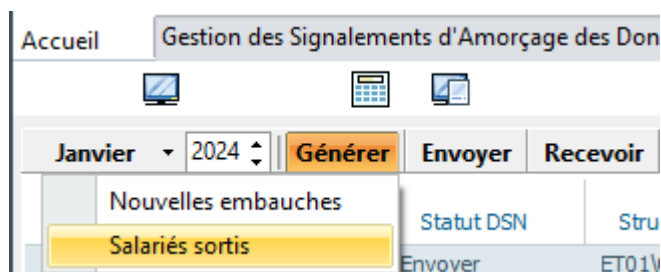 Accueil Gestion des Signalements d'Amorçage des Don
Janvier 2024 Générer Envoyer Recevoir
Nouvelles embauches
Statut DSN Stru
Salariés sortis
Envoyer ET01\